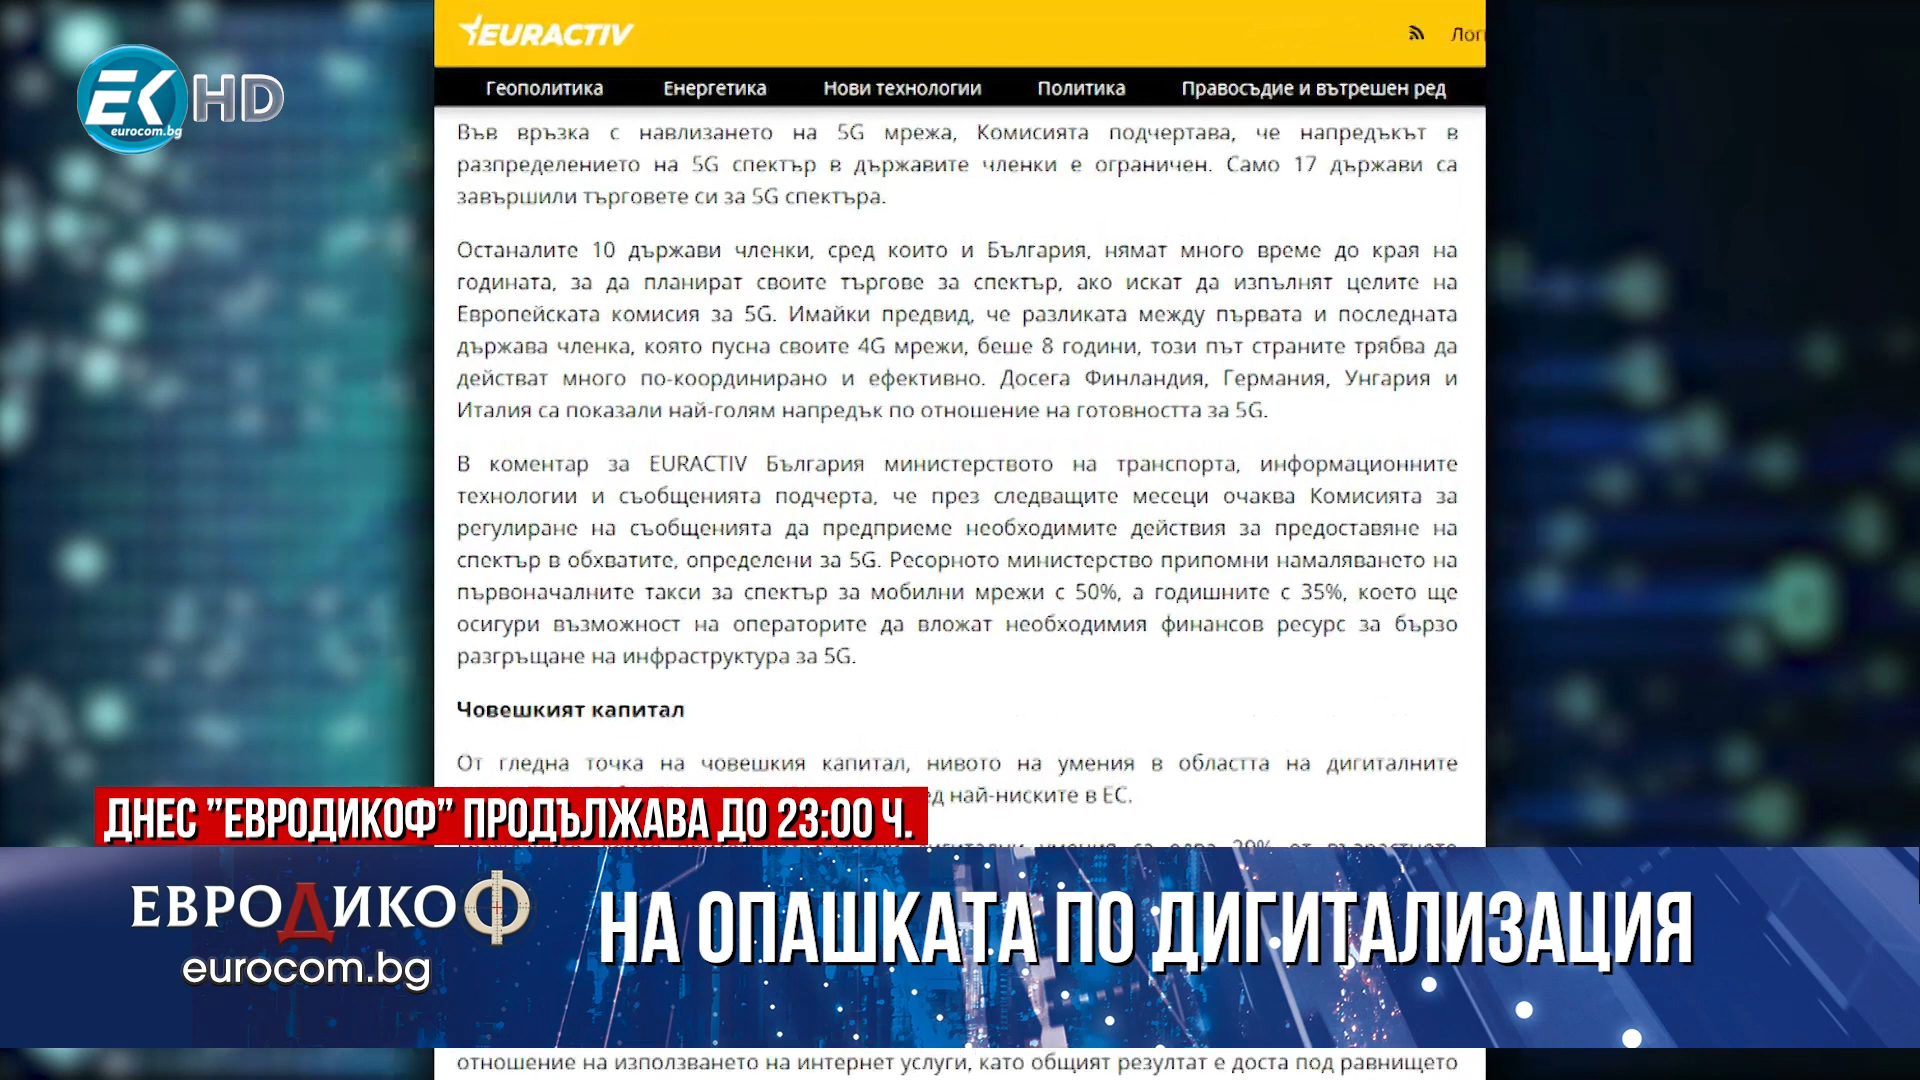 EURACTIV
Лог
EK HD
eurocom.bg
Геополитика Енергетика Нови технологии Политика Правосъдие и вътрешен ред
Във връзка с навлизането на 5G мрежа, Комисията подчертава, че напредъкът в
разпределението на 5G спектър в държавите членки е ограничен. Само 17 държави са
завършили търговете си за 5G спектъра.
Останалите 10 държави членки, сред които и България, нямат много време до края на
годината, за да планират своите търгове за спектър, ако искат да изпълнят целите на
Европейската комисия за 5G. Имайки предвид, че разликата между първата и последната
държава членка, която пусна своите 4G мрежи, беше 8 години, този път страните трябва да
действат много по-координирано и ефективно. Досега Финландия, Германия, Унгария и
Италия са показали най-голям напредък по отношение на готовността за 5G.
В коментар за EURACTIV България министерството на транспорта, информационните
технологии и съобщенията подчерта, че през следващите месеци очаква Комисията за
регулиране на съобщенията да предприеме необходимите действия за предоставяне на
спектър в обхватите, определени за 5G. Ресорното министерство припомни намаляването на
първоначалните такси за спектър за мобилни мрежи с 50%, а годишните с 35%, което ще
осигури възможност на операторите да вложат необходимия финансов ресурс за бързо
разгръщане на инфраструктура за 5G.
Човешкият капитал
От гледна точка на човешкия капитал, нивото на умения в областта на дигиталните
най-ниските в ЕС.
ДНЕС "ЕВРОДИКОФ" ПРОДЪЛЖАВА ДО 23:00 Ч.
ЕВРОДИКОФ
eurocom.bg
НА ОПАШКАТА ПО ДИГИТАЛИЗАЦИЯ
отношение на използването на интернет услуги, като общият резултат е доста под равнището